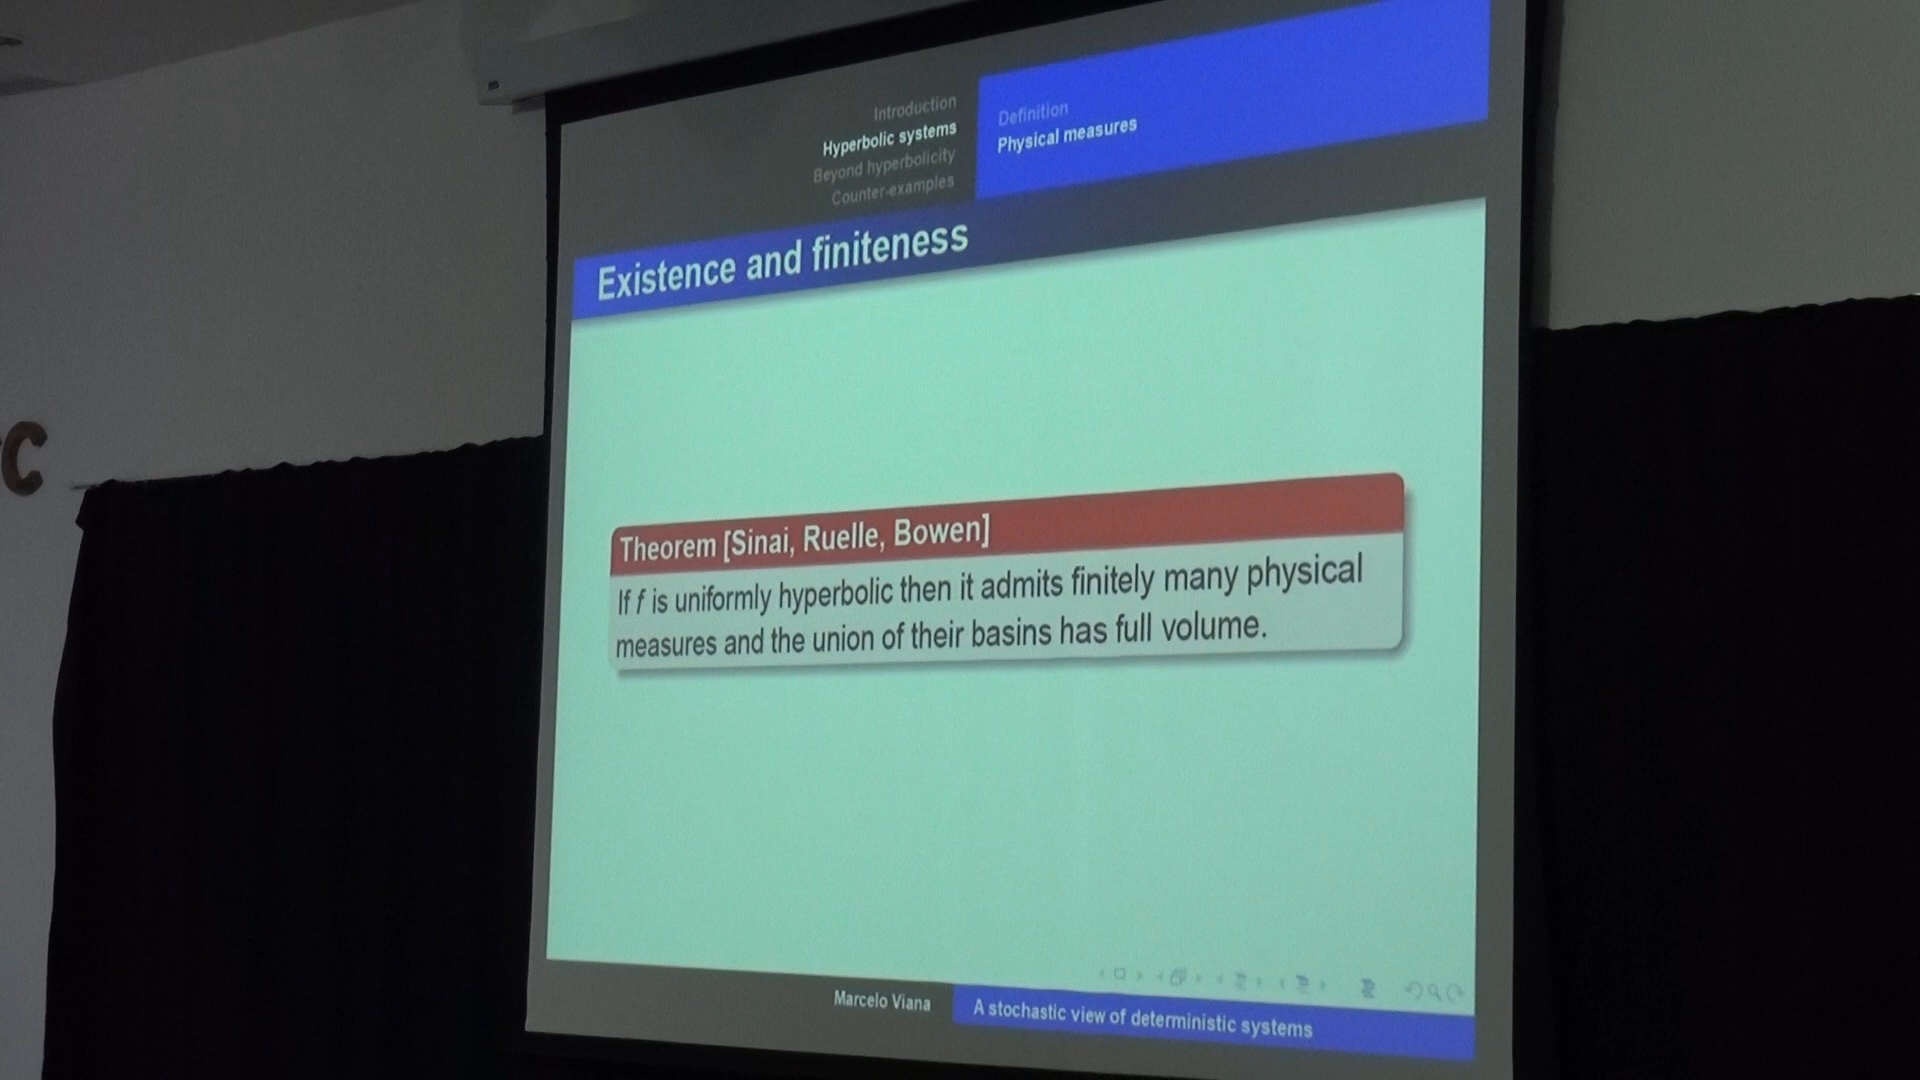 Introduction
Hyperbolic systems
Beyond hyperbolicity
Counter-examples
Definition
Physical measures
Existence and finiteness
C
Theorem [Sinai, Ruelle, Bowen]
If f is uniformly hyperbolic then it admits finitely many physical
measures and the union of their basins has full volume.
Marcelo Viana
A stochastic view of deterministic systems